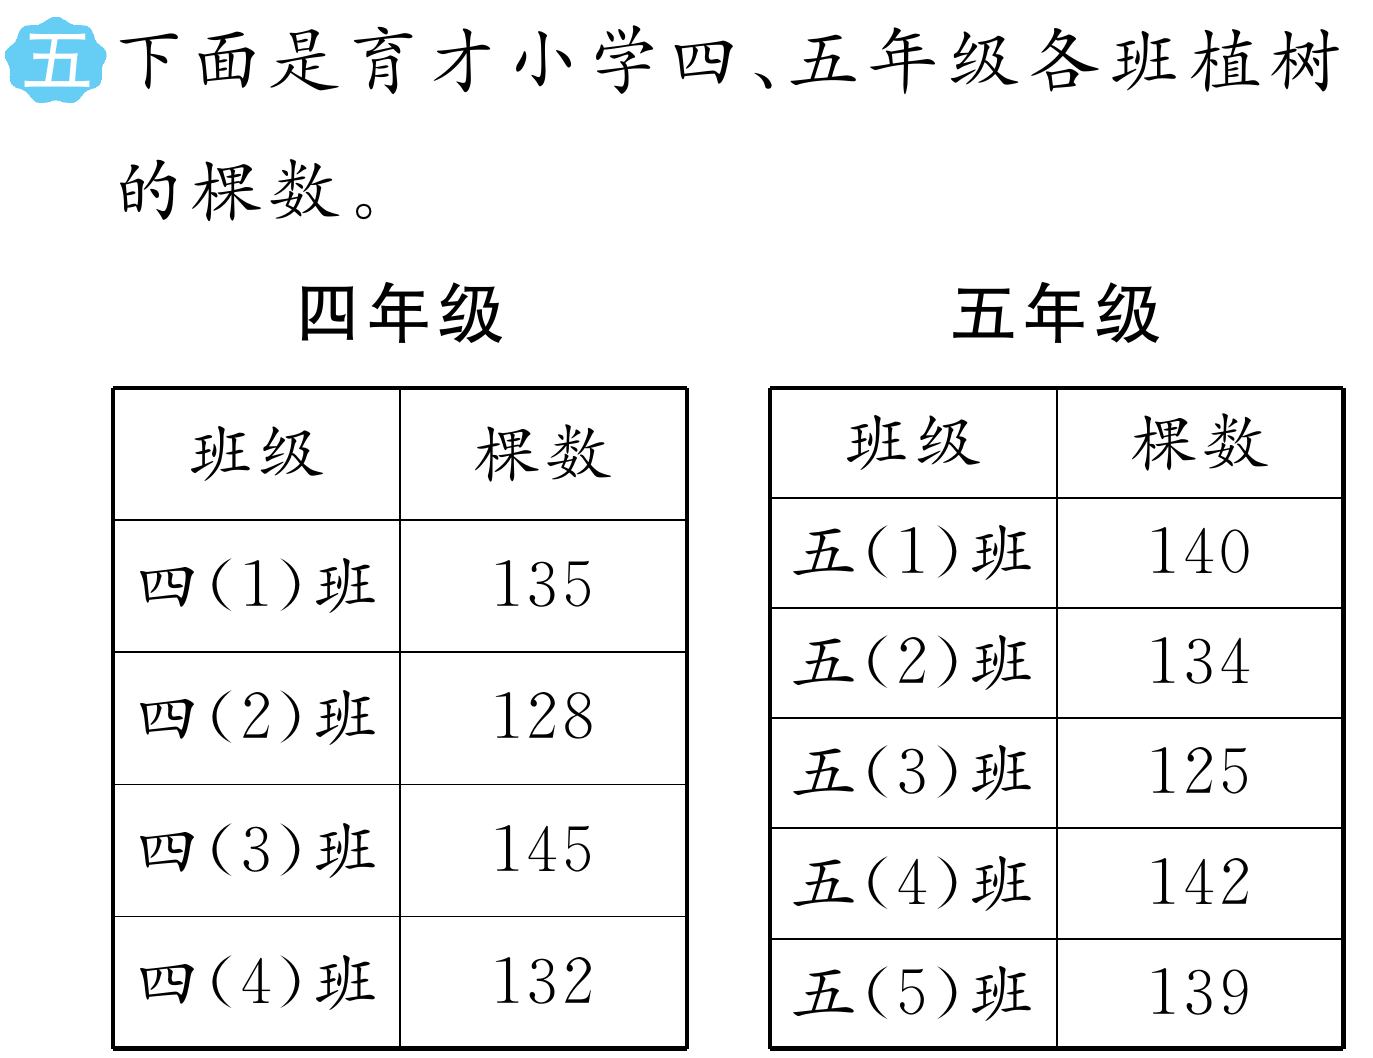 五 下面是育才小学四、五年级各班植树
的棵数。
四年级
班级 棵数
四(1)班 135
四(2)班 128
四(3)班 145
四(4)班 132
五年级
班级 棵数
五(1)班 140
五(2)班 134
五(3)班 125
五(4)班 142
五(5)班 139